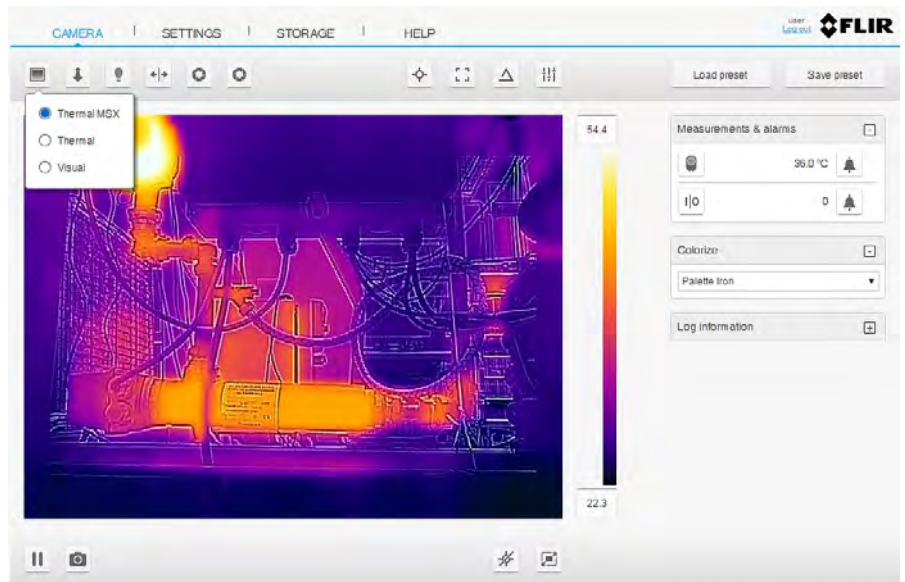 CAMERA SETTINGS STORAGE HELP
user
Log out
FLIR
Load preset Save preset
Thermal MSX
Thermal
Visual
54.4
22.3
Measurements & alarms
36.0 °C
I|O 0
Colorize
Palette Iron
Log information